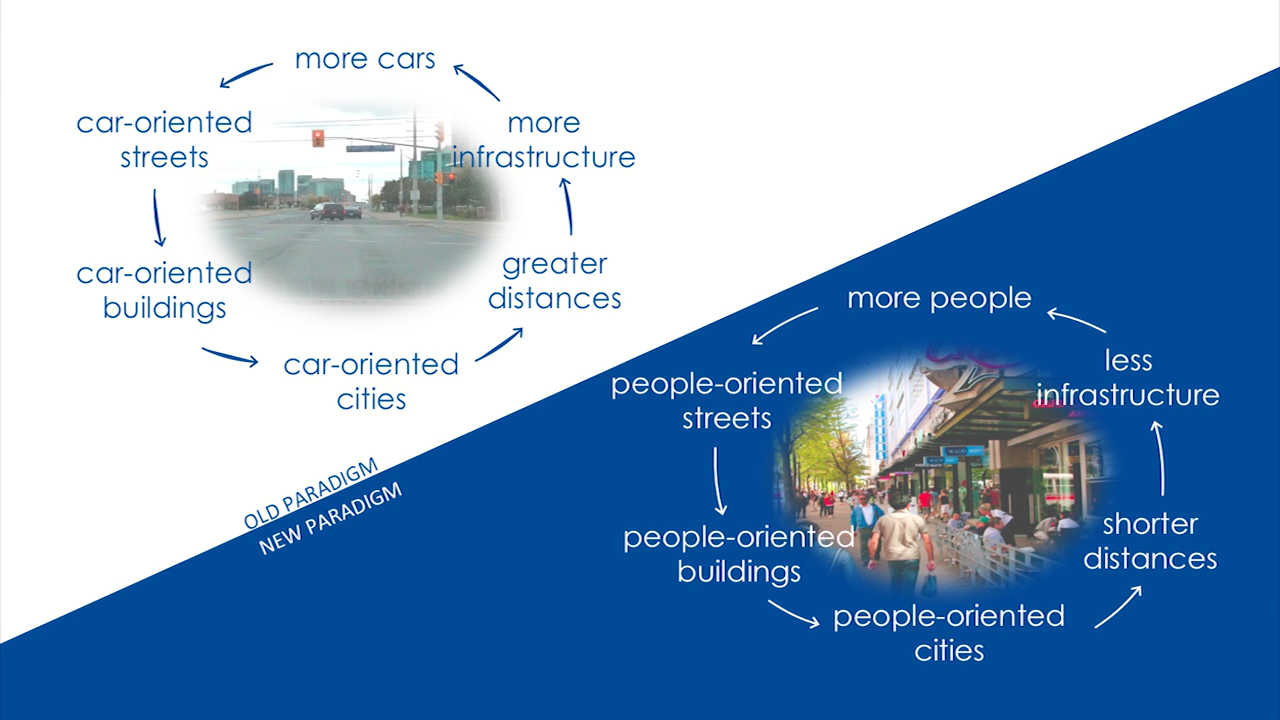 more cars
car-oriented
streets
car-oriented
buildings
car-oriented
cities
greater
distances
more
infrastructure
OLD PARADIGM
NEW PARADIGM
more people
people-oriented
streets
people-oriented
buildings
people-oriented
cities
shorter
distances
less
infrastructure